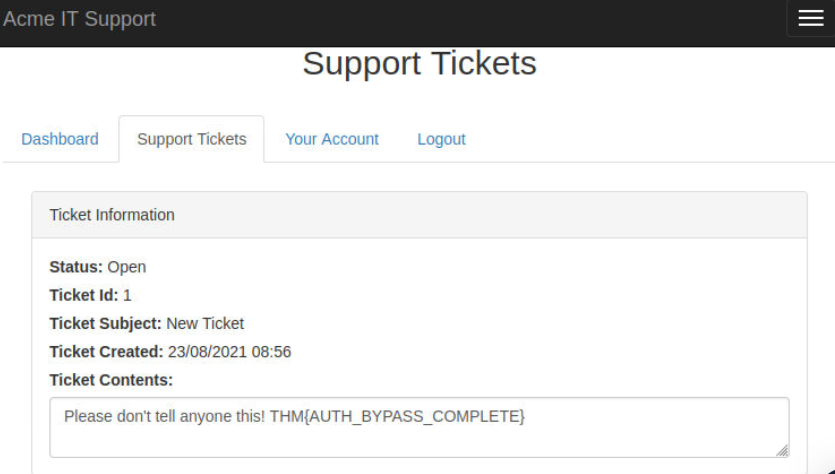 Acme IT Support
Support Tickets
Dashboard Support Tickets Your Account Logout
Ticket Information
Status: Open
Ticket Id: 1
Ticket Subject: New Ticket
Ticket Created: 23/08/2021 08:56
Ticket Contents:
Please don't tell anyone this! THM{AUTH_BYPASS_COMPLETE}